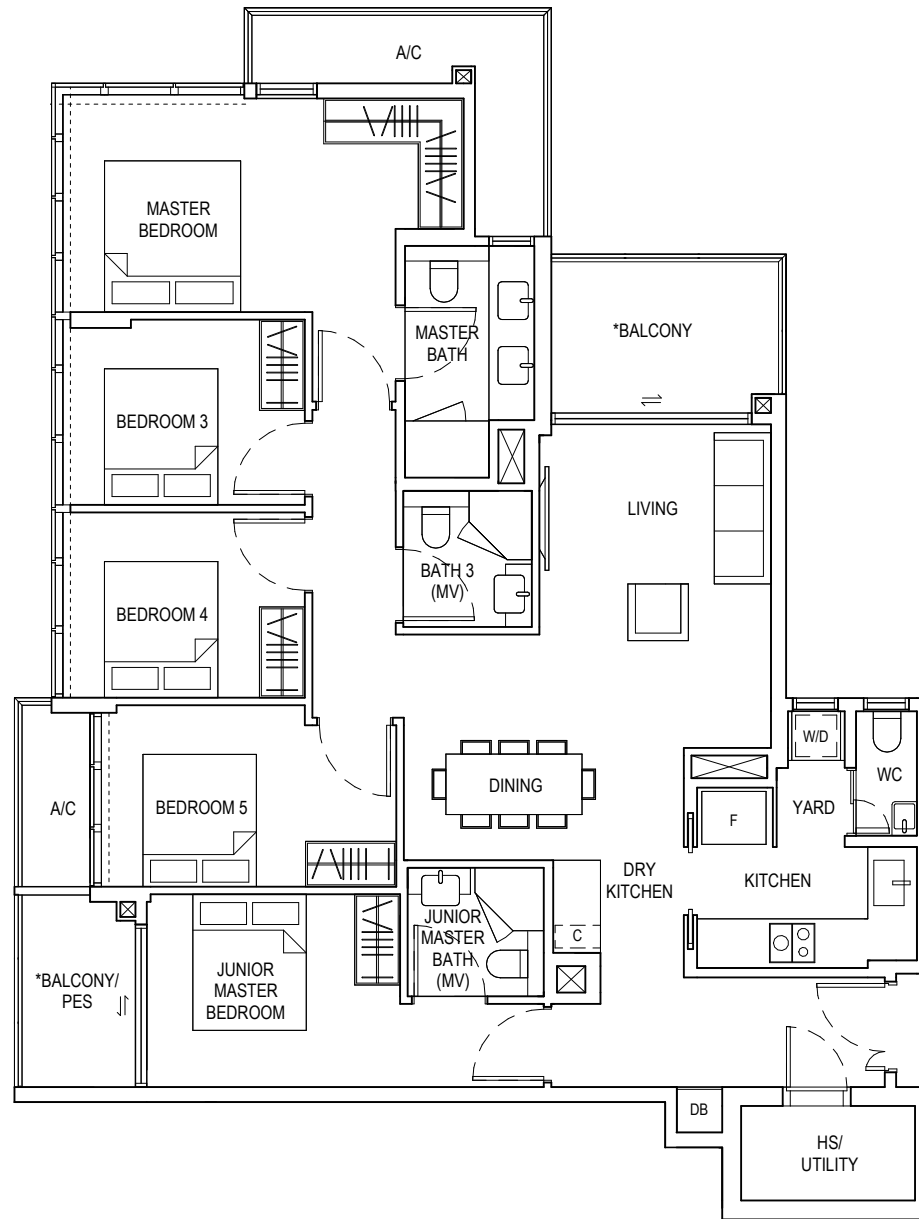 A/C
MASTER
BEDROOM
*BALCONY
MASTER
BATH
BEDROOM 3
LIVING
BATH 3
(MV)
BEDROOM 4
W/D
WC
DINING
YARD
A/C
BEDROOM 5
F
DRY
KITCHEN
KITCHEN
JUNIOR
MASTER
BATH
(MV)
C
*BALCONY/
PES
JUNIOR
MASTER
BEDROOM
DB
HS/
UTILITY